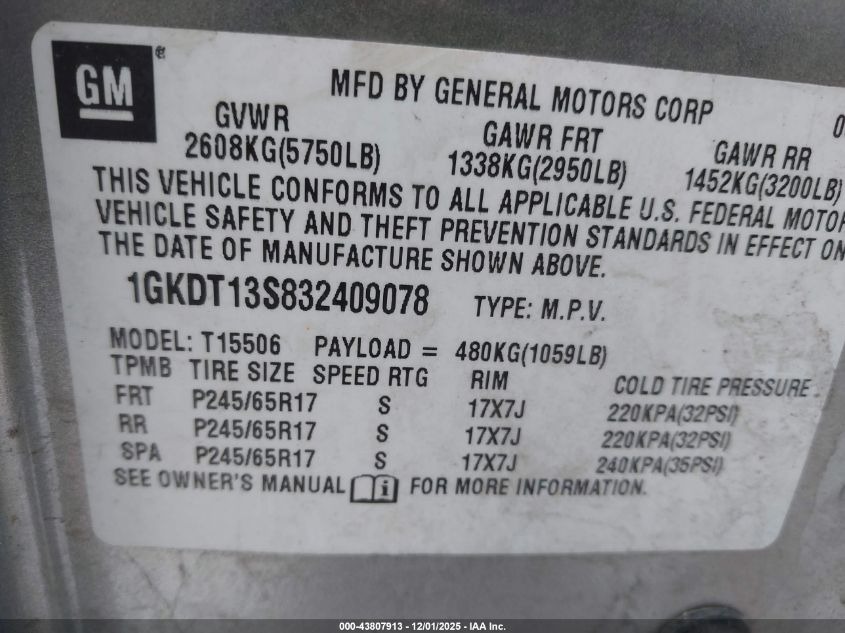 GM®
MFD BY GENERAL MOTORS CORP
GVWR GAWR FRT GAWR RR
2608KG(5750LB) 1338KG(2950LB) 1452KG(3200LB)
THIS VEHICLE CONFORMS TO ALL APPLICABLE U.S. FEDERAL MOTOR
VEHICLE SAFETY AND THEFT PREVENTION STANDARDS IN EFFECT ON
THE DATE OF MANUFACTURE SHOWN ABOVE.
1GKDT13S832409078 TYPE: M.P.V.
MODEL: T15506 PAYLOAD = 480KG(1059LB)
TPMB TIRE SIZE SPEED RTG RIM COLD TIRE PRESSURE
FRT P245/65R17 S 17X7J 220KPA(32PSI)
RR P245/65R17 S 17X7J 220KPA(32PSI)
SPA P245/65R17 S 17X7J 240KPA(35PSI)
SEE OWNER'S MANUAL i FOR MORE INFORMATION.
000-43807913 - 12/01/2025 - IAA Inc.